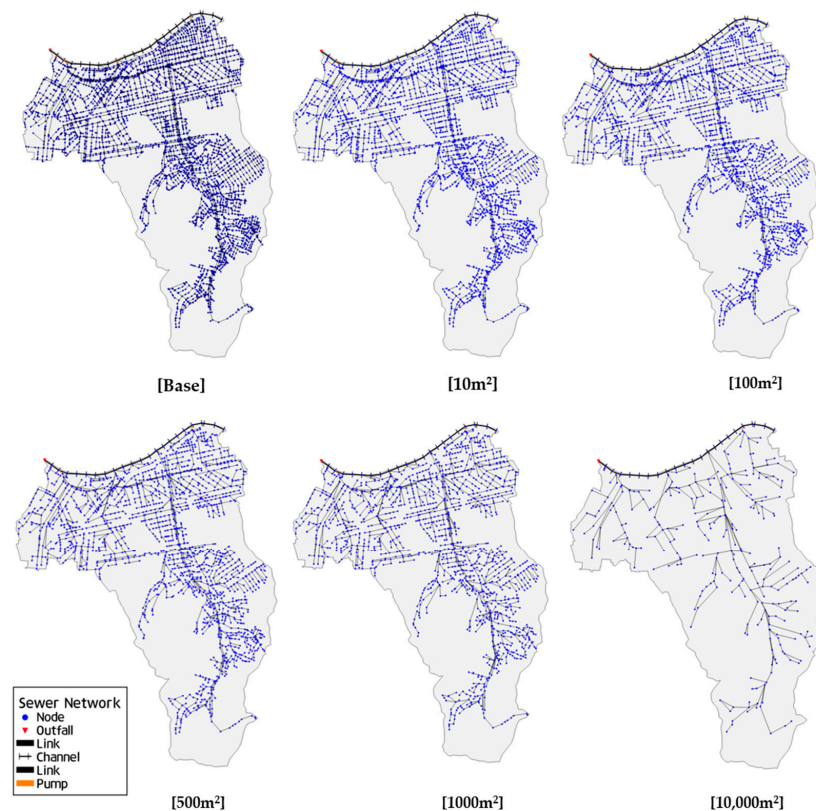 [Base]
[10m²]
[100m²]
Sewer Network
Node
Outfall
Link
Channel
Link
Pump
[500m²]
[1000m²]
[10,000m²]